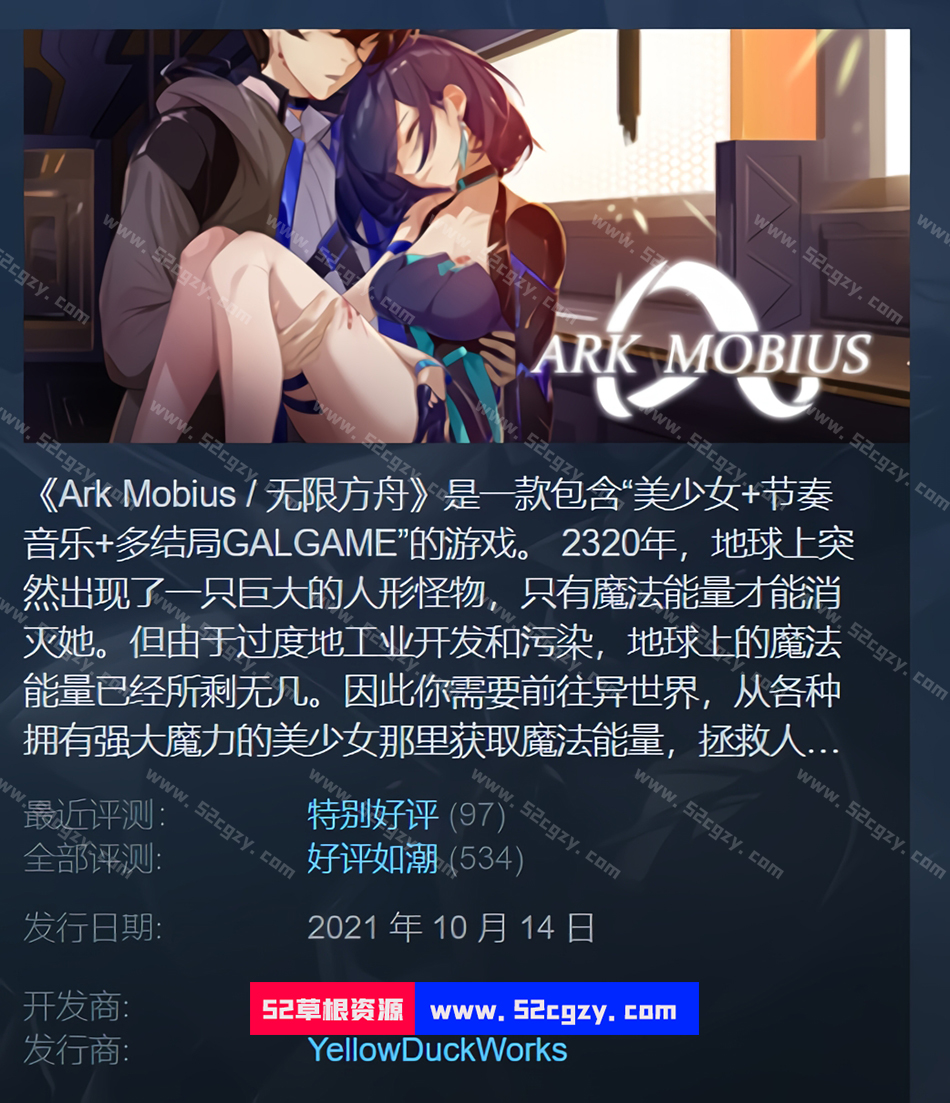 ARK MOBIUS
《Ark Mobius / 无限方舟》是一款包含“美少女+节奏
音乐+多结局GALGAME”的游戏。 2320年，地球上突
然出现了一只巨大的人形怪物，只有魔法能量才能消
灭她。但由于过度地工业开发和污染，地球上的魔法
能量已经所剩无几。因此你需要前往异世界，从各种
拥有强大魔力的美少女那里获取魔法能量，拯救人…
最近评测: 特别好评 (97)
全部评测: 好评如潮 (534)
发行日期: 2021 年 10 月 14 日
开发商:
52草根资源 www.52cgzy.com
发行商: YellowDuckWorks
www.52cgzy.com